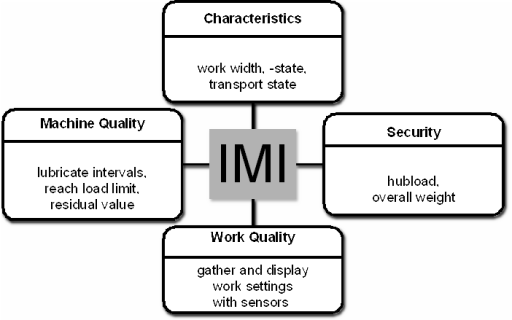 Characteristics
work width, -state,
transport state
Machine Quality
lubricate intervals,
reach load limit,
residual value
IMI
Security
hubload,
overall weight
Work Quality
gather and display
work settings
with sensors